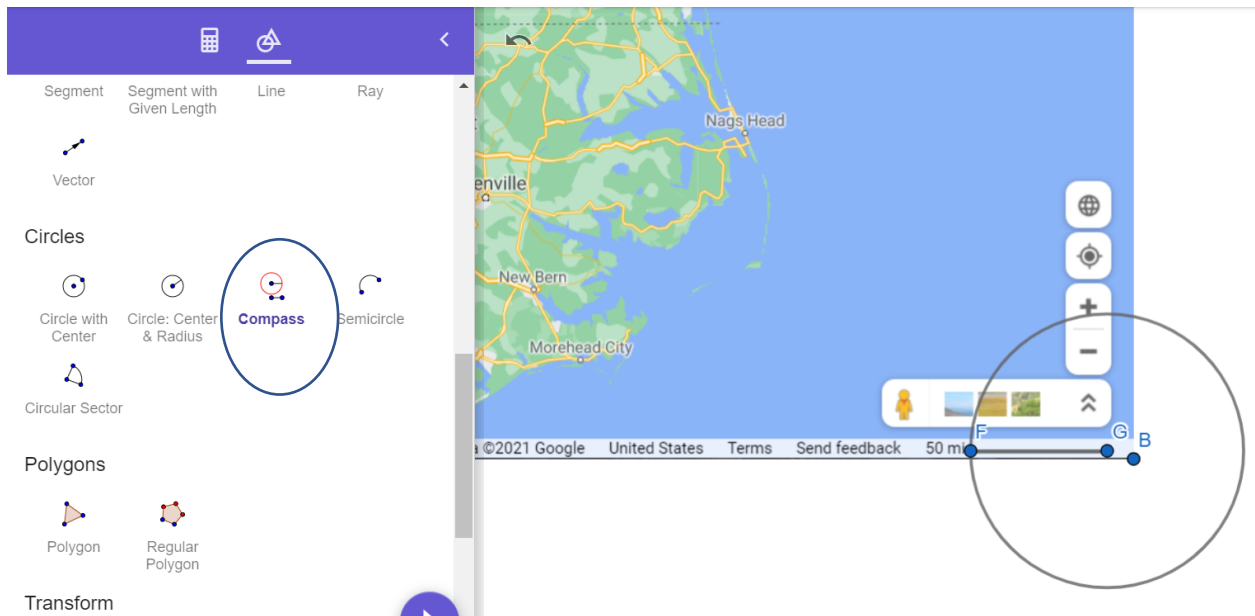 Segment
Segment with
Given Length
Line
Ray
Vector
Circles
Circle with
Center
Circle: Center
& Radius
Compass
Semicircle
Circular Sector
Polygons
Polygon
Regular
Polygon
Transform
Nags Head
enville
New Bern
Morehead City
©2021 Google
United States
Terms
Send feedback
50 mi
F
G
B